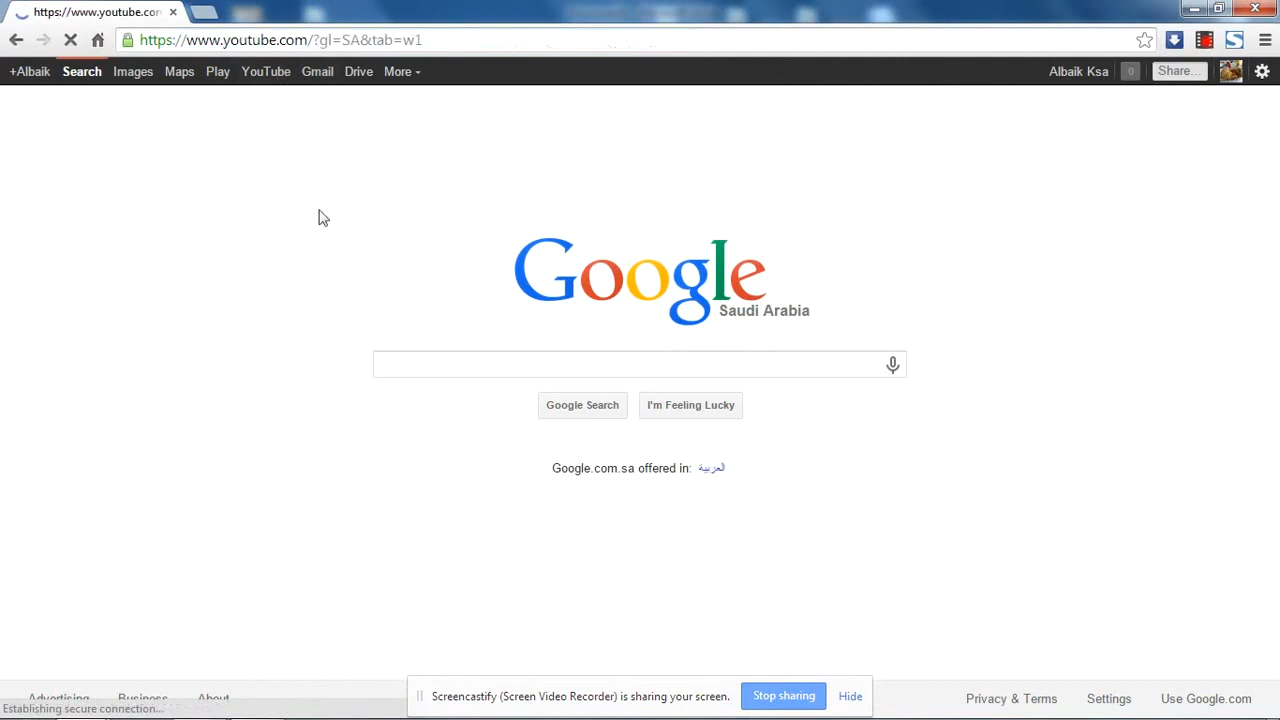 https://www.youtube.con
https://www.youtube.com/?gl=SA&tab=w1
+Albaik Search Images Maps Play YouTube Gmail Drive More Albaik Ksa 0 Share...
Google
Saudi Arabia
Google Search I'm Feeling Lucky
Google.com.sa offered in: العربية
Advertising Business About Privacy & Terms Settings Use Google.com
Screencastify (Screen Video Recorder) is sharing your screen. Stop sharing Hide
Establishing secure connection...